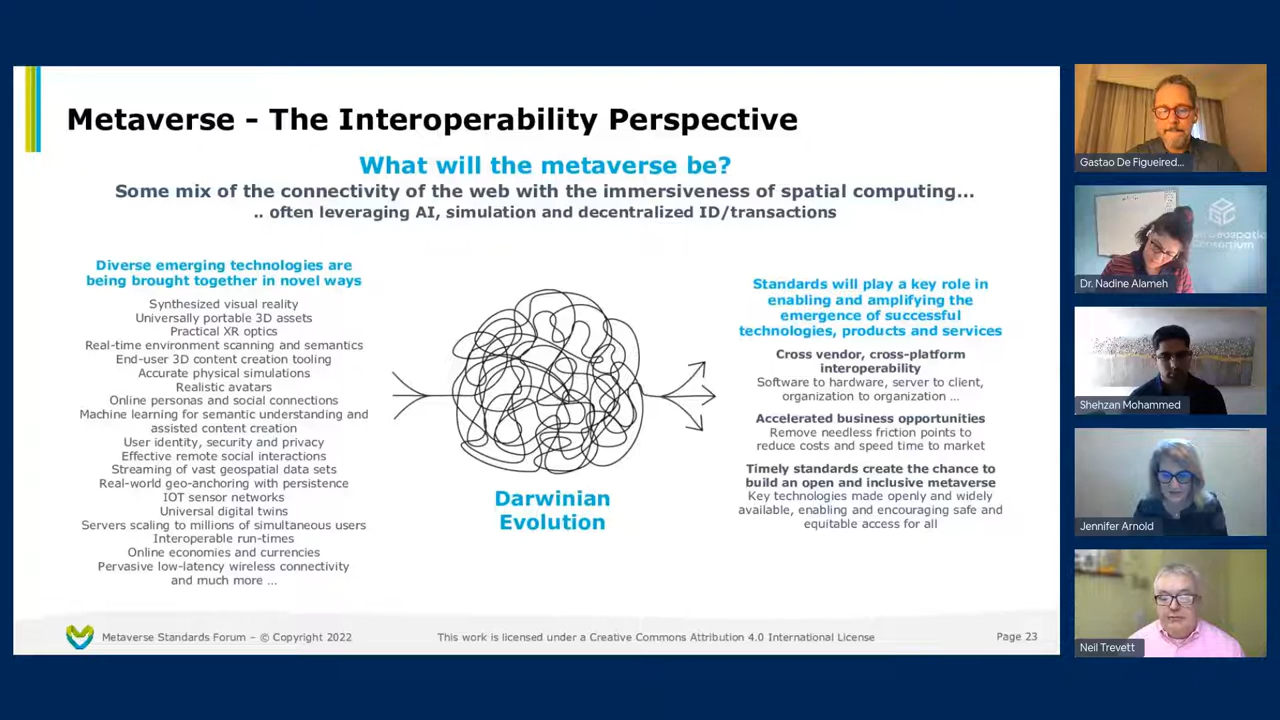 Metaverse - The Interoperability Perspective
What will the metaverse be?
Some mix of the connectivity of the web with the immersiveness of spatial computing...
.. often leveraging AI, simulation and decentralized ID/transactions
Diverse emerging technologies are
being brought together in novel ways
Synthesized visual reality
Universally portable 3D assets
Practical XR optics
Real-time environment scanning and semantics
End-user 3D content creation tooling
Accurate physical simulations
Realistic avatars
Online personas and social connections
Machine learning for semantic understanding and
assisted content creation
User identity, security and privacy
Effective remote social interactions
Streaming of vast geospatial data sets
Real-world geo-anchoring with persistence
IOT sensor networks
Universal digital twins
Servers scaling to millions of simultaneous users
Interoperable run-times
Online economies and currencies
Pervasive low-latency wireless connectivity
and much more ...
Darwinian
Evolution
Standards will play a key role in
enabling and amplifying the
emergence of successful
technologies, products and services
Cross vendor, cross-platform
interoperability
Software to hardware, server to client,
organization to organization ...
Accelerated business opportunities
Remove needless friction points to
reduce costs and speed time to market
Timely standards create the chance to
build an open and inclusive metaverse
Key technologies made openly and widely
available, enabling and encouraging safe and
equitable access for all
Metaverse Standards Forum – © Copyright 2022
This work is licensed under a Creative Commons Attribution 4.0 International License
Page 23
Gastao De Figueired...
Dr. Nadine Alameh
Shehzan Mohammed
Jennifer Arnold
Neil Trevett